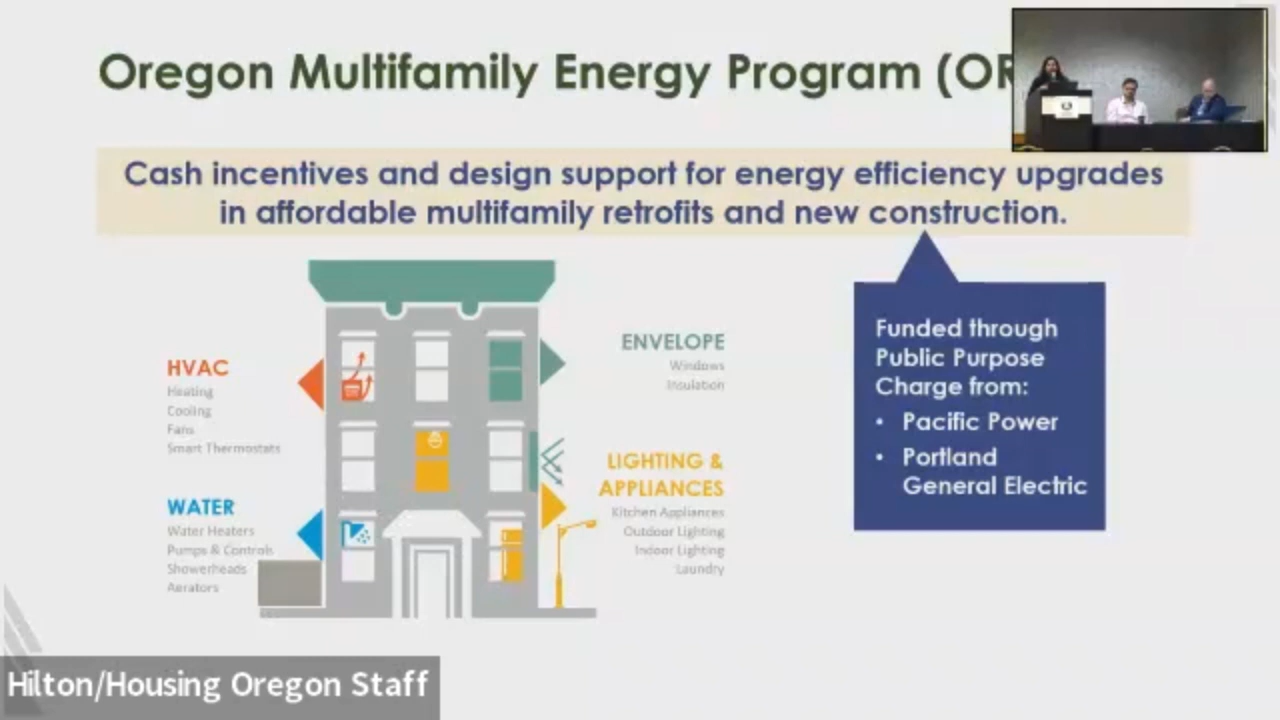 Oregon Multifamily Energy Program (OR
Cash incentives and design support for energy efficiency upgrades
in affordable multifamily retrofits and new construction.
HVAC
Heating
Cooling
Fans
Smart Thermostats
WATER
Water Heaters
Pumps & Controls
Showerheads
Aerators
ENVELOPE
Windows
Insulation
LIGHTING &
APPLIANCES
Kitchen Appliances
Outdoor Lighting
Indoor Lighting
Laundry
Funded through
Public Purpose
Charge from:
• Pacific Power
• Portland
General Electric
Hilton/Housing Oregon Staff